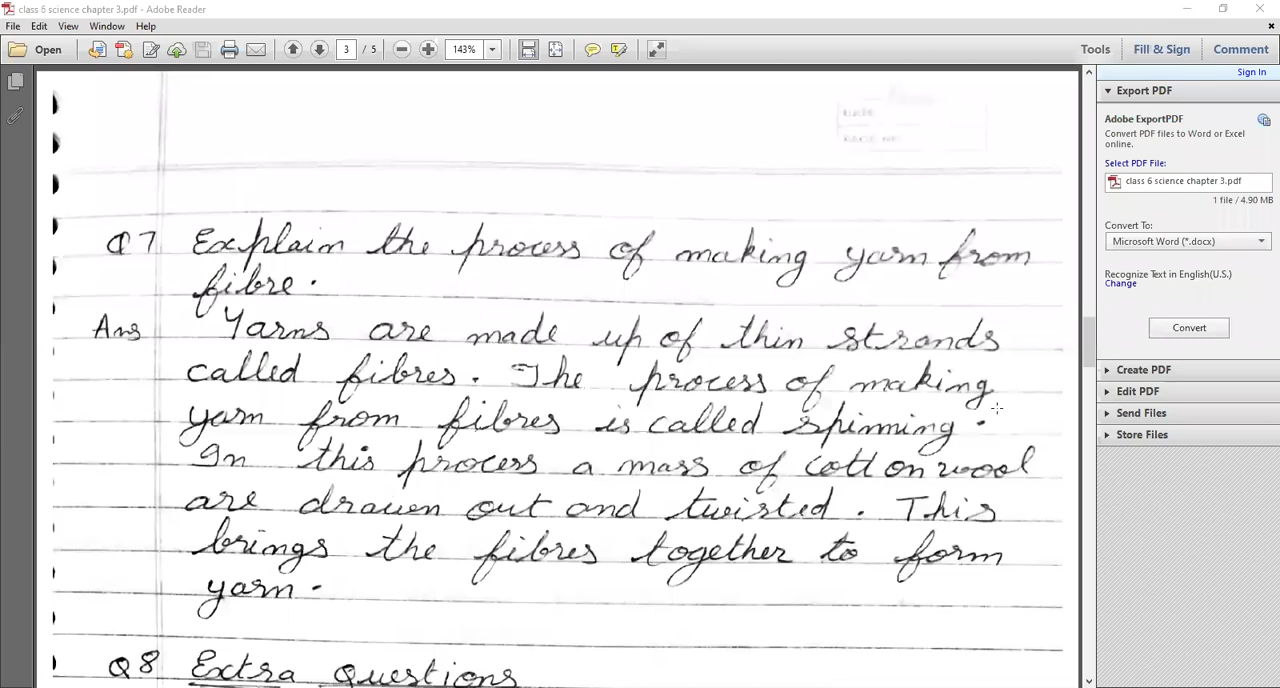 class 6 science chapter 3.pdf - Adobe Reader
File Edit View Window Help
Open 3 / 5 143% Tools Fill & Sign Comment
Sign In
Export PDF
Adobe ExportPDF
Convert PDF files to Word or Excel
online.
Select PDF File:
class 6 science chapter 3.pdf
1 file / 4.90 MB
Convert To:
Microsoft Word (*.docx)
Recognize Text in English(U.S.)
Change
Convert
Create PDF
Edit PDF
Send Files
Store Files
Q7 Explain the process of making yarn from
fibre.
Ans Yarns are made up of thin strands
called fibres. The process of making
yarn from fibres is called spinning.
In this process a mass of cotton wool
are drawn out and twisted. This
brings the fibres together to form
yarn.
Q8 Extra Questions